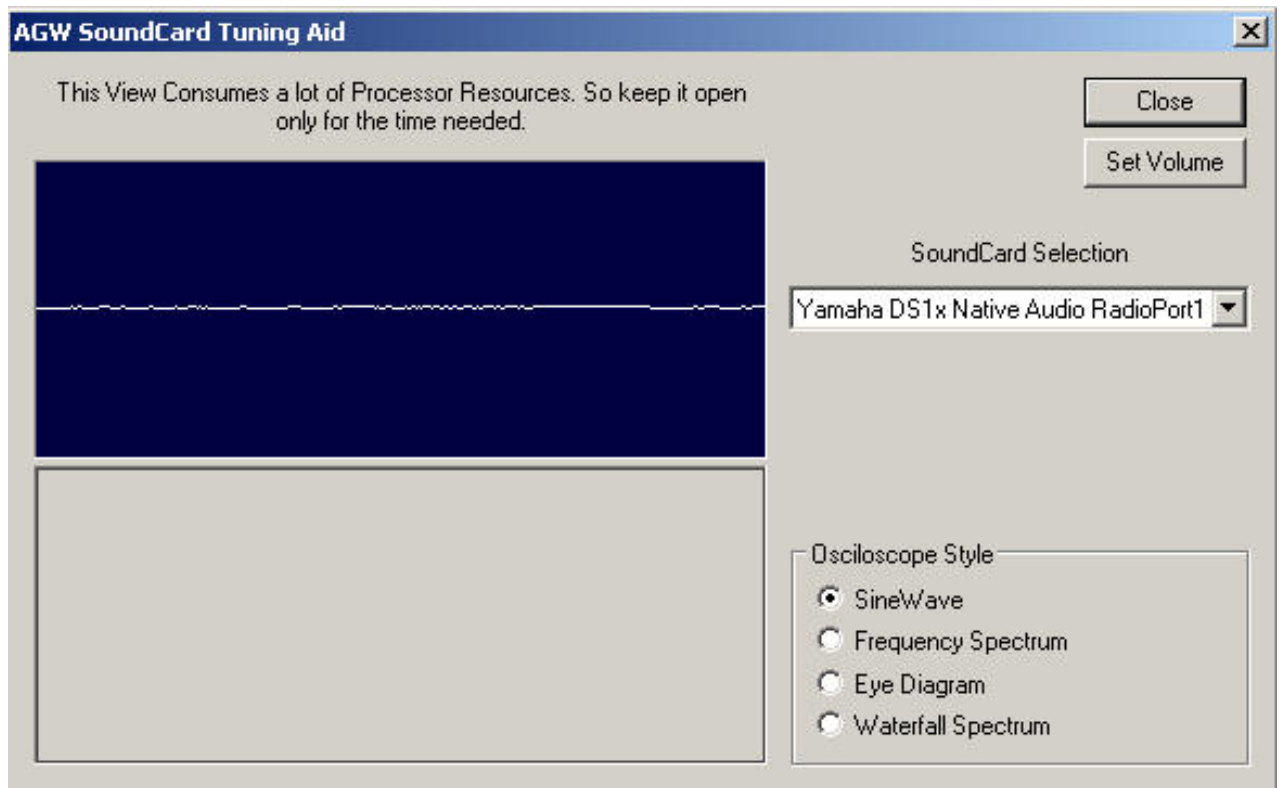 AGW SoundCard Tuning Aid
This View Consumes a lot of Processor Resources. So keep it open
only for the time needed.
Close
Set Volume
SoundCard Selection
Yamaha DS1x Native Audio RadioPort1
Osciloscope Style
SineWave
Frequency Spectrum
Eye Diagram
Waterfall Spectrum